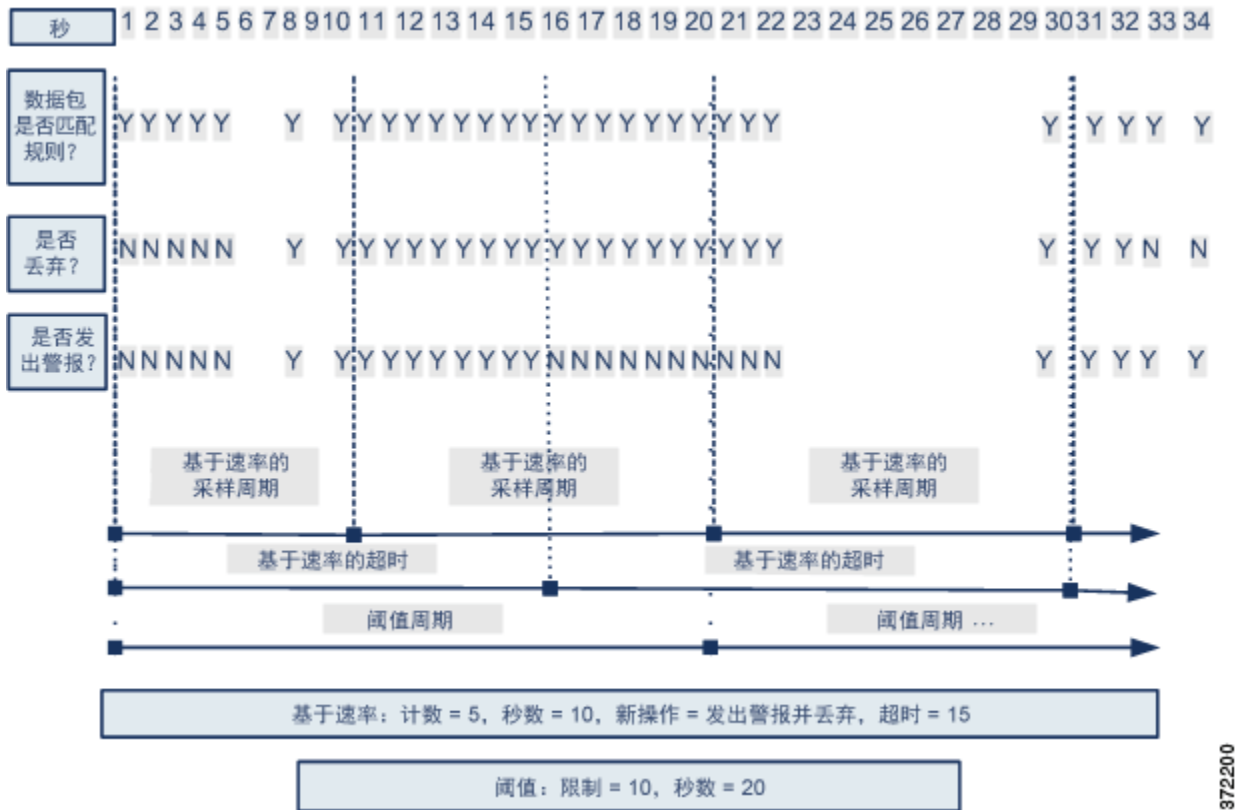 秒 1 2 3 4 5 6 7 8 9 10 11 12 13 14 15 16 17 18 19 20 21 22 23 24 25 26 27 28 29 30 31 32 33 34
数据包
是否匹配
规则？
Y Y Y Y Y Y Y Y Y Y Y Y Y Y Y Y Y Y Y Y Y Y Y Y Y Y Y Y Y Y
是否
丢弃？
N N N N N Y Y Y Y Y Y Y Y Y Y Y Y Y Y Y Y Y Y Y Y Y Y Y N N
是否发
出警报？
N N N N N Y Y Y Y Y Y Y Y Y Y N N N N N N N N N N Y Y Y Y Y
基于速率的
采样周期
基于速率的
采样周期
基于速率的
采样周期
基于速率的超时
基于速率的超时
阈值周期
阈值周期 …
基于速率：计数 = 5，秒数 = 10，新操作 = 发出警报并丢弃，超时 = 15
阈值：限制 = 10，秒数 = 20
372200